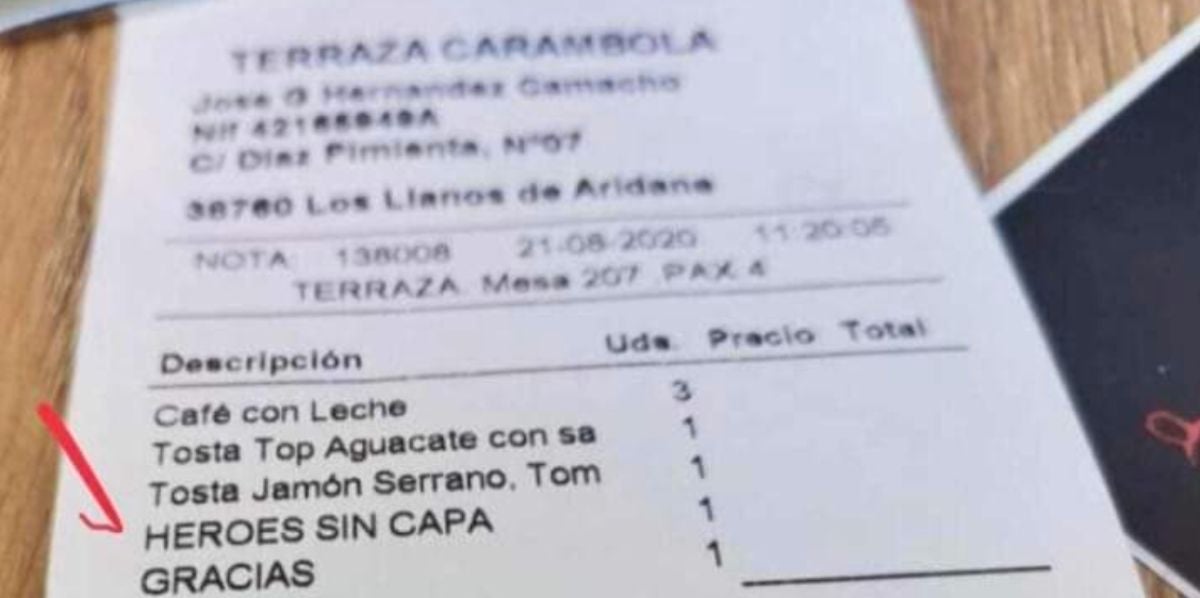 TERRAZA CARAMBOLA
Jose G Hernandez Camacho
Nif
C/ Diaz Pimienta, Nº07
38760 Los Llanos de Aridane
NOTA: 138008 21-08-2020 11:20:05
TERRAZA Mesa 207 PAX 4
Descripción Uds. Precio Total
Café con Leche 3
Tosta Top Aguacate con sa 1
Tosta Jamón Serrano, Tom 1
HEROES SIN CAPA 1
GRACIAS 1